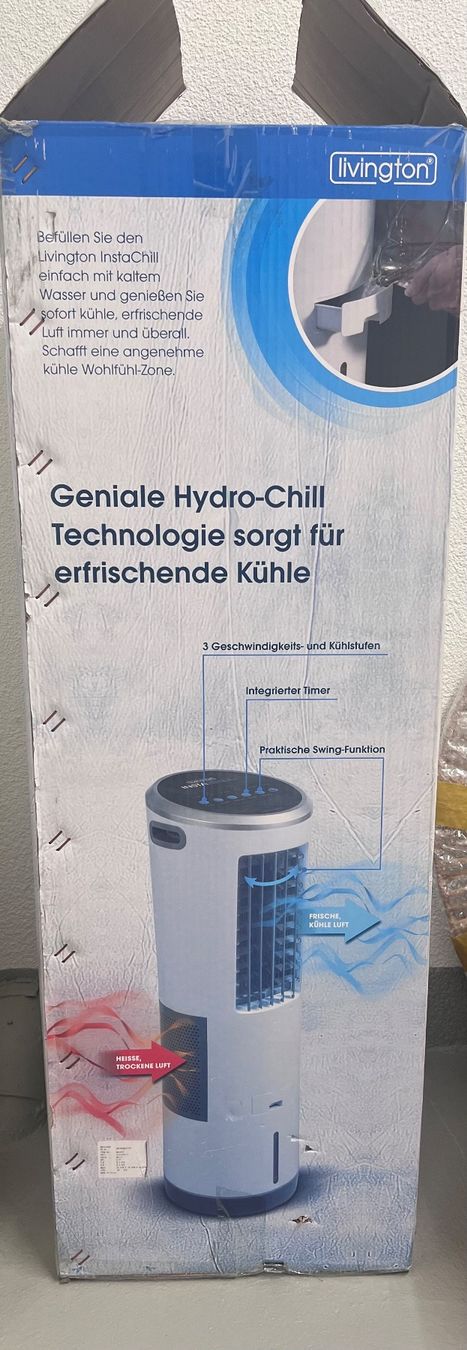 livington®
Befüllen Sie den
Livington InstaChill
einfach mit kaltem
Wasser und genießen Sie
sofort kühle, erfrischende
Luft immer und überall.
Schafft eine angenehme
kühle Wohlfühl-Zone.
Geniale Hydro-Chill
Technologie sorgt für
erfrischende Kühle
3 Geschwindigkeits- und Kühlstufen
Integrierter Timer
Praktische Swing-Funktion
FRISCHE,
KÜHLE LUFT
HEISSE,
TROCKENE LUFT